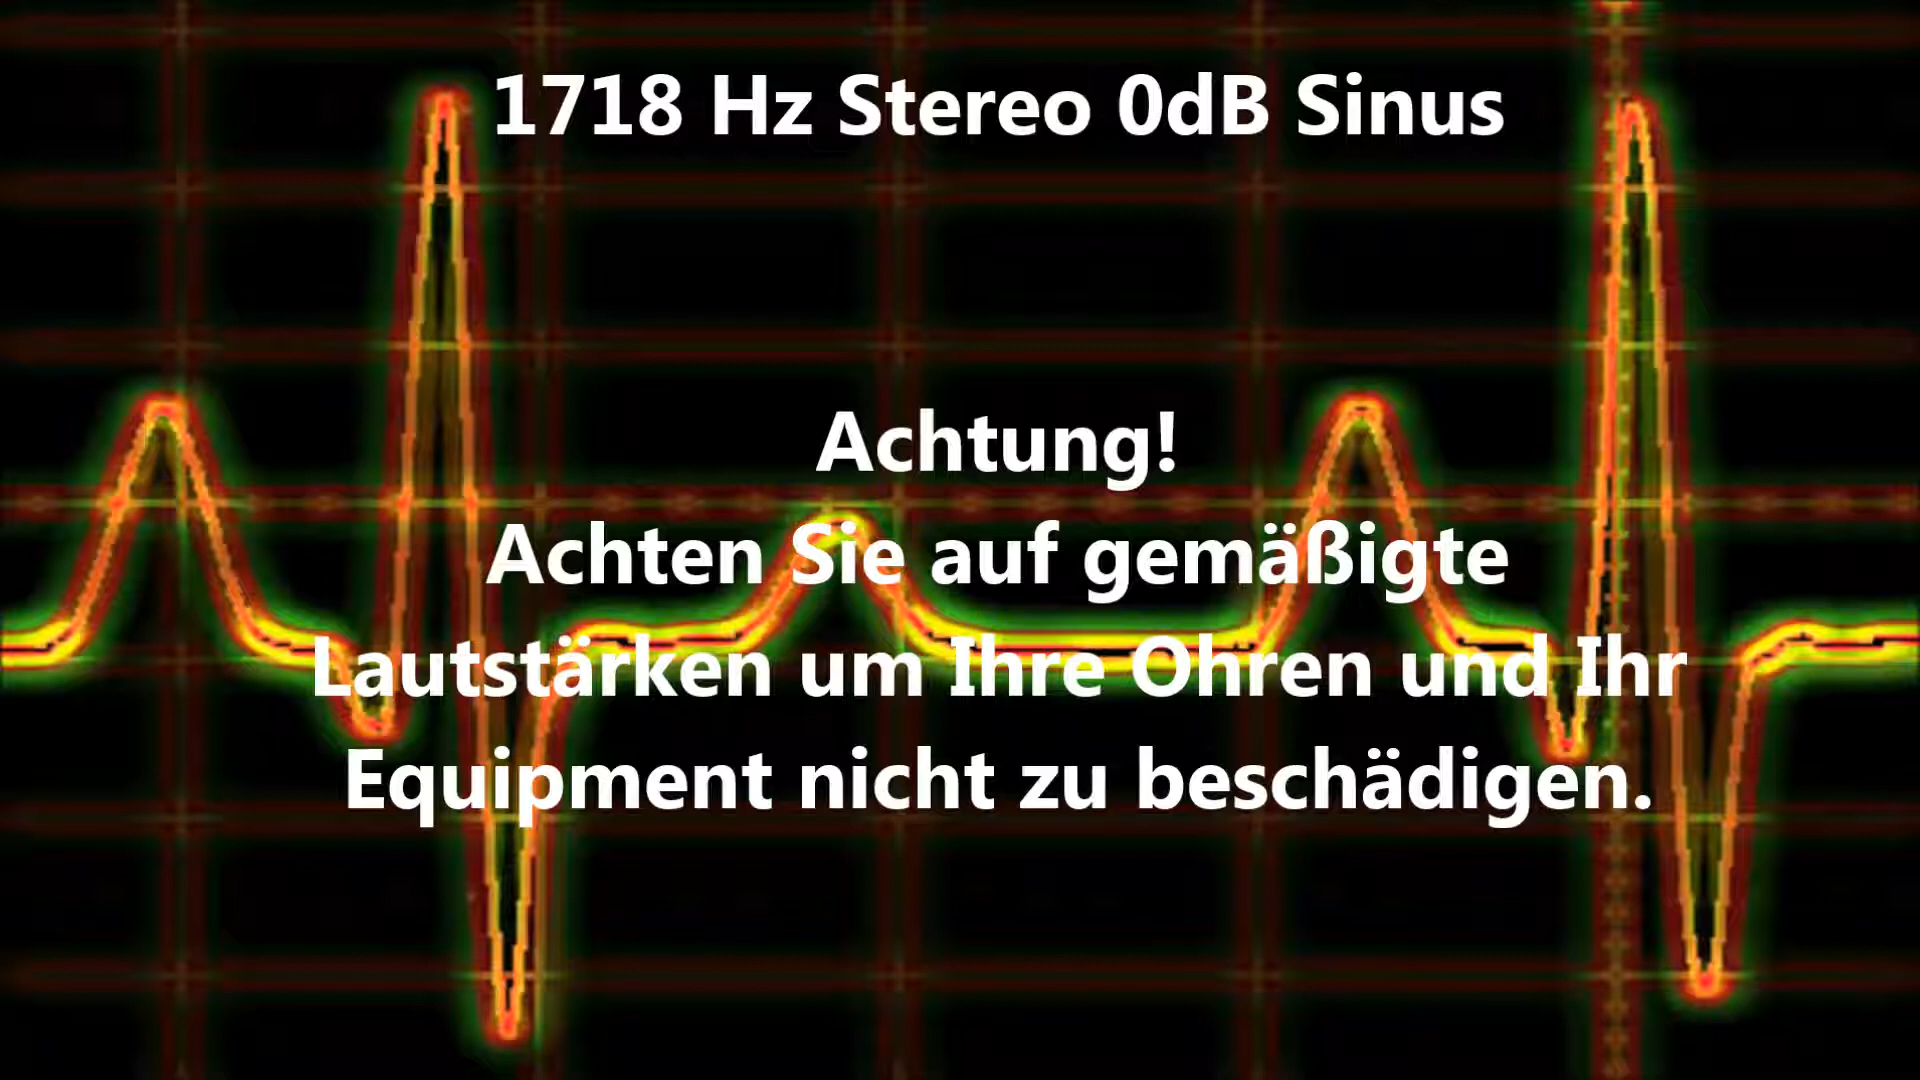 1718 Hz Stereo 0dB Sinus
Achtung!
Achten Sie auf gemäßigte
Lautstärken um Ihre Ohren und Ihr
Equipment nicht zu beschädigen.